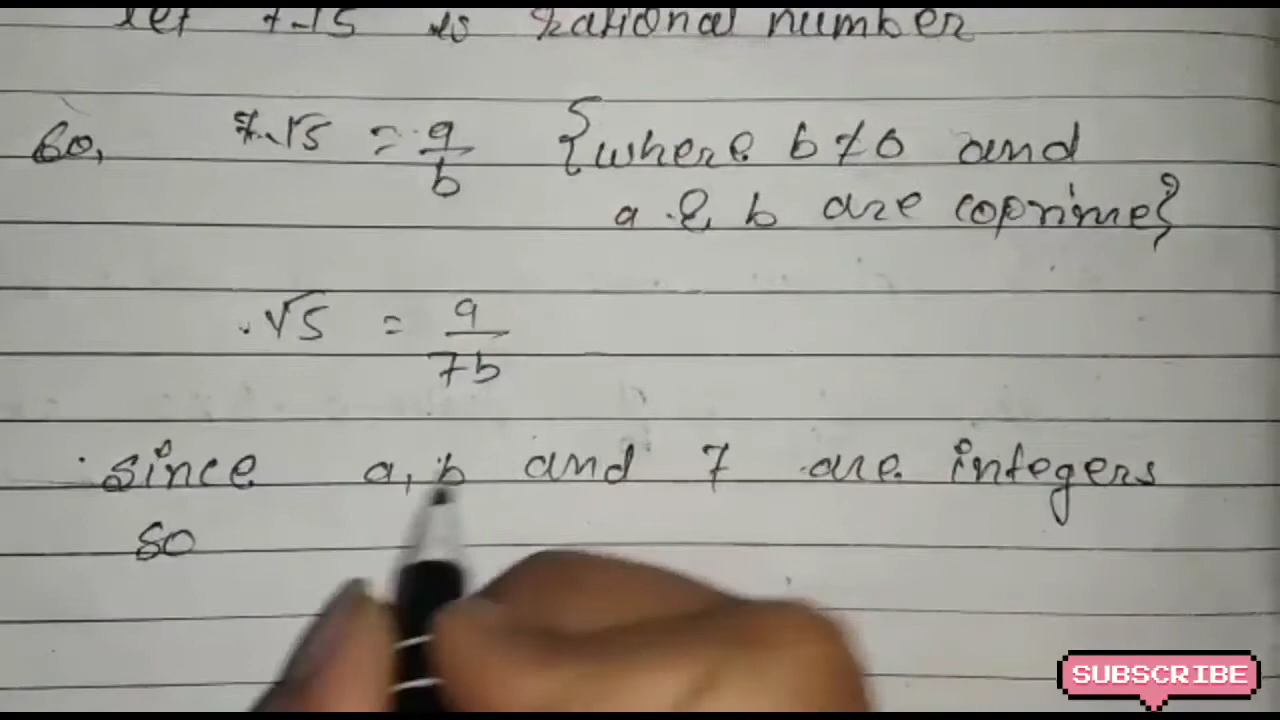 let 7√5 is rational number
So, 7√5 = a/b {where b≠0 and
a & b are coprime}
√5 = a/7b
since a, b and 7 are integers
so
SUBSCRIBE